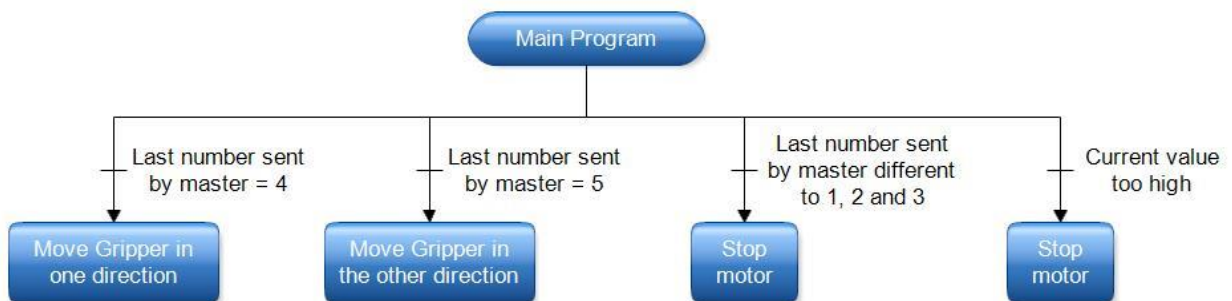 Main Program
Last number sent
by master = 4
Last number sent
by master = 5
Last number sent
by master different
to 1, 2 and 3
Current value
too high
Move Gripper in
one direction
Move Gripper in
the other direction
Stop
motor
Stop
motor